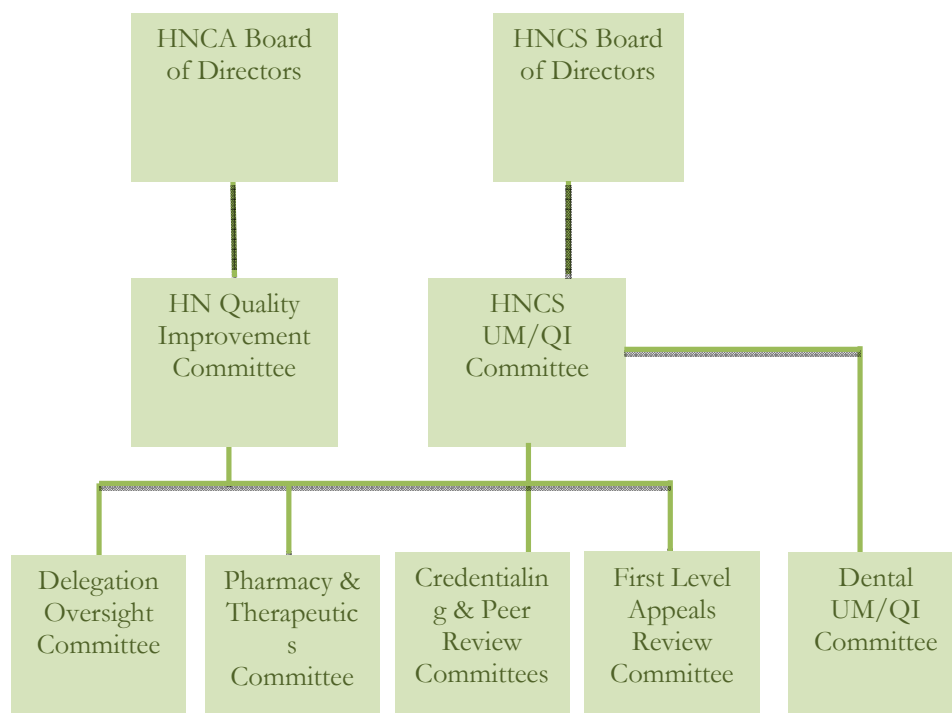 HNCA Board
of Directors
HNCS Board
of Directors
HN Quality
Improvement
Committee
HNCS
UM/QI
Committee
Delegation
Oversight
Committee
Pharmacy &
Therapeutic
s
Committee
Credentialin
g & Peer
Review
Committees
First Level
Appeals
Review
Committee
Dental
UM/QI
Committee